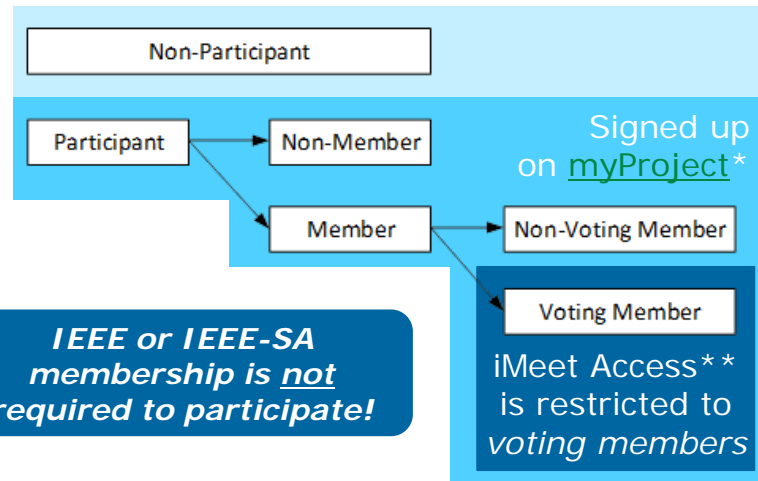 Non-Participant
Participant
Non-Member
Signed up
on myProject*
Member
Non-Voting Member
Voting Member
IEEE or IEEE-SA
membership is not
required to participate!
iMeet Access**
is restricted to
voting members